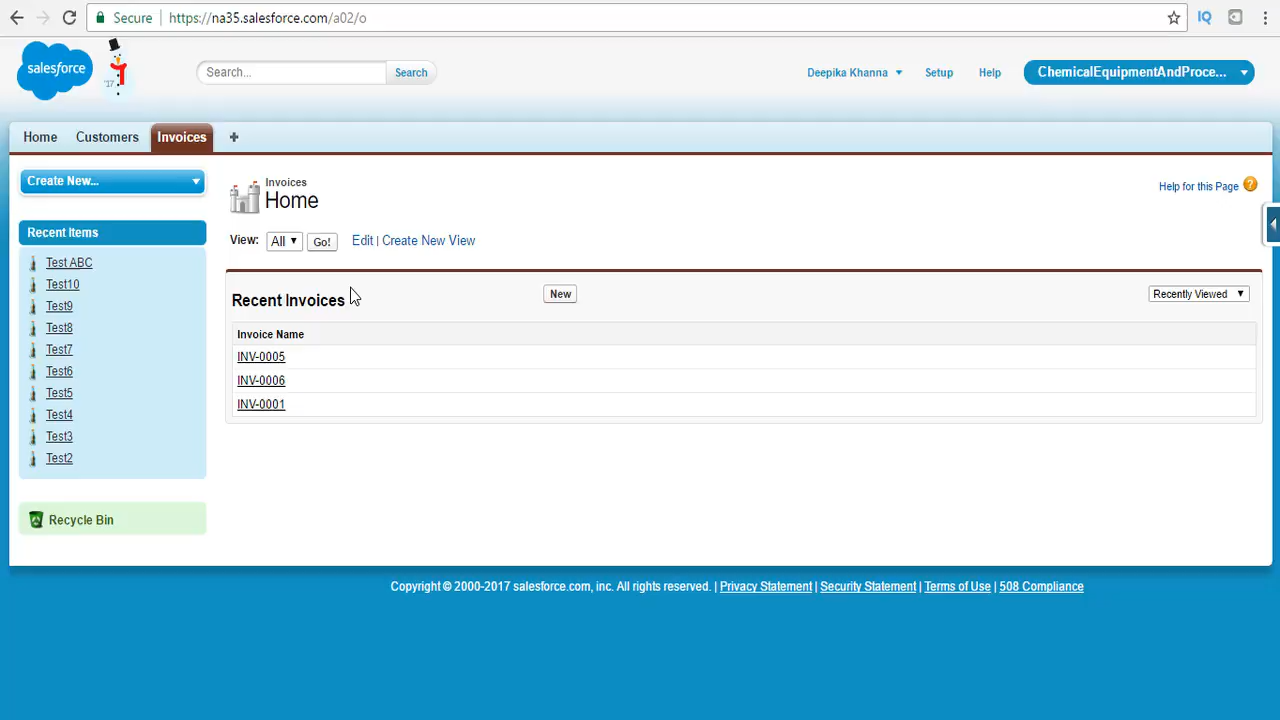 Secure https://na35.salesforce.com/a02/o
IQ
salesforce
'17
Search... Search
Deepika Khanna Setup Help ChemicalEquipmentAndProce...
Home Customers Invoices
Create New...
Recent Items
Test ABC
Test10
Test9
Test8
Test7
Test6
Test5
Test4
Test3
Test2
Recycle Bin
Invoices
Home
Help for this Page ?
View: All Go! Edit | Create New View
Recent Invoices New Recently Viewed
Invoice Name
INV-0005
INV-0006
INV-0001
Copyright © 2000-2017 salesforce.com, inc. All rights reserved. | Privacy Statement | Security Statement | Terms of Use | 508 Compliance